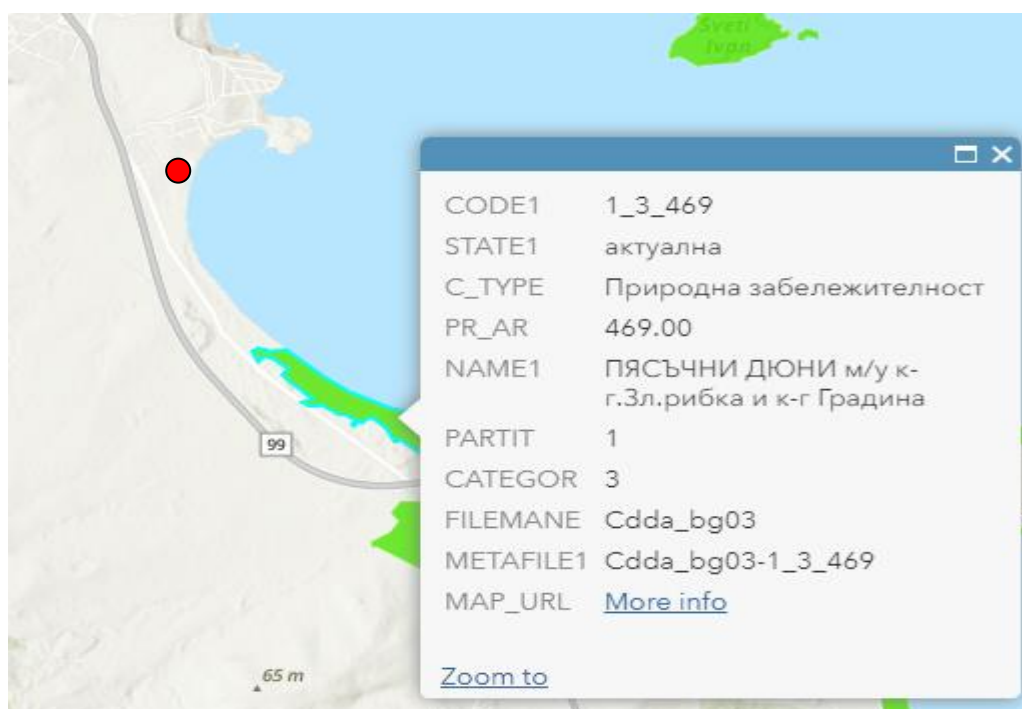 Sveti
Ivan
CODE1 1_3_469
STATE1 актуална
C_TYPE Природна забележителност
PR_AR 469.00
NAME1 ПЯСЪЧНИ ДЮНИ м/у к-
г.Зл.рибка и к-г Градина
PARTIT 1
CATEGOR 3
FILEMANE Cdda_bg03
METAFILE1 Cdda_bg03-1_3_469
MAP_URL More info
Zoom to
99
65 m